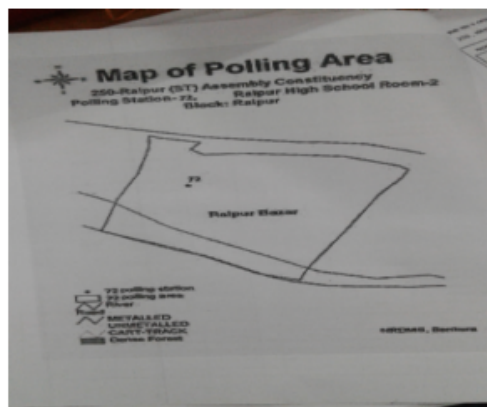 Map of Polling Area
250-Raipur (ST) Assembly Constituency
Polling Station- 72, Raipur High School Room-2
Block: Raipur
72
Raipur Bazar
72 polling station
72 polling area
River
Road
METALLED
UNMETALLED
CART-TRACK
Dense Forest
NRDMS, Bankura